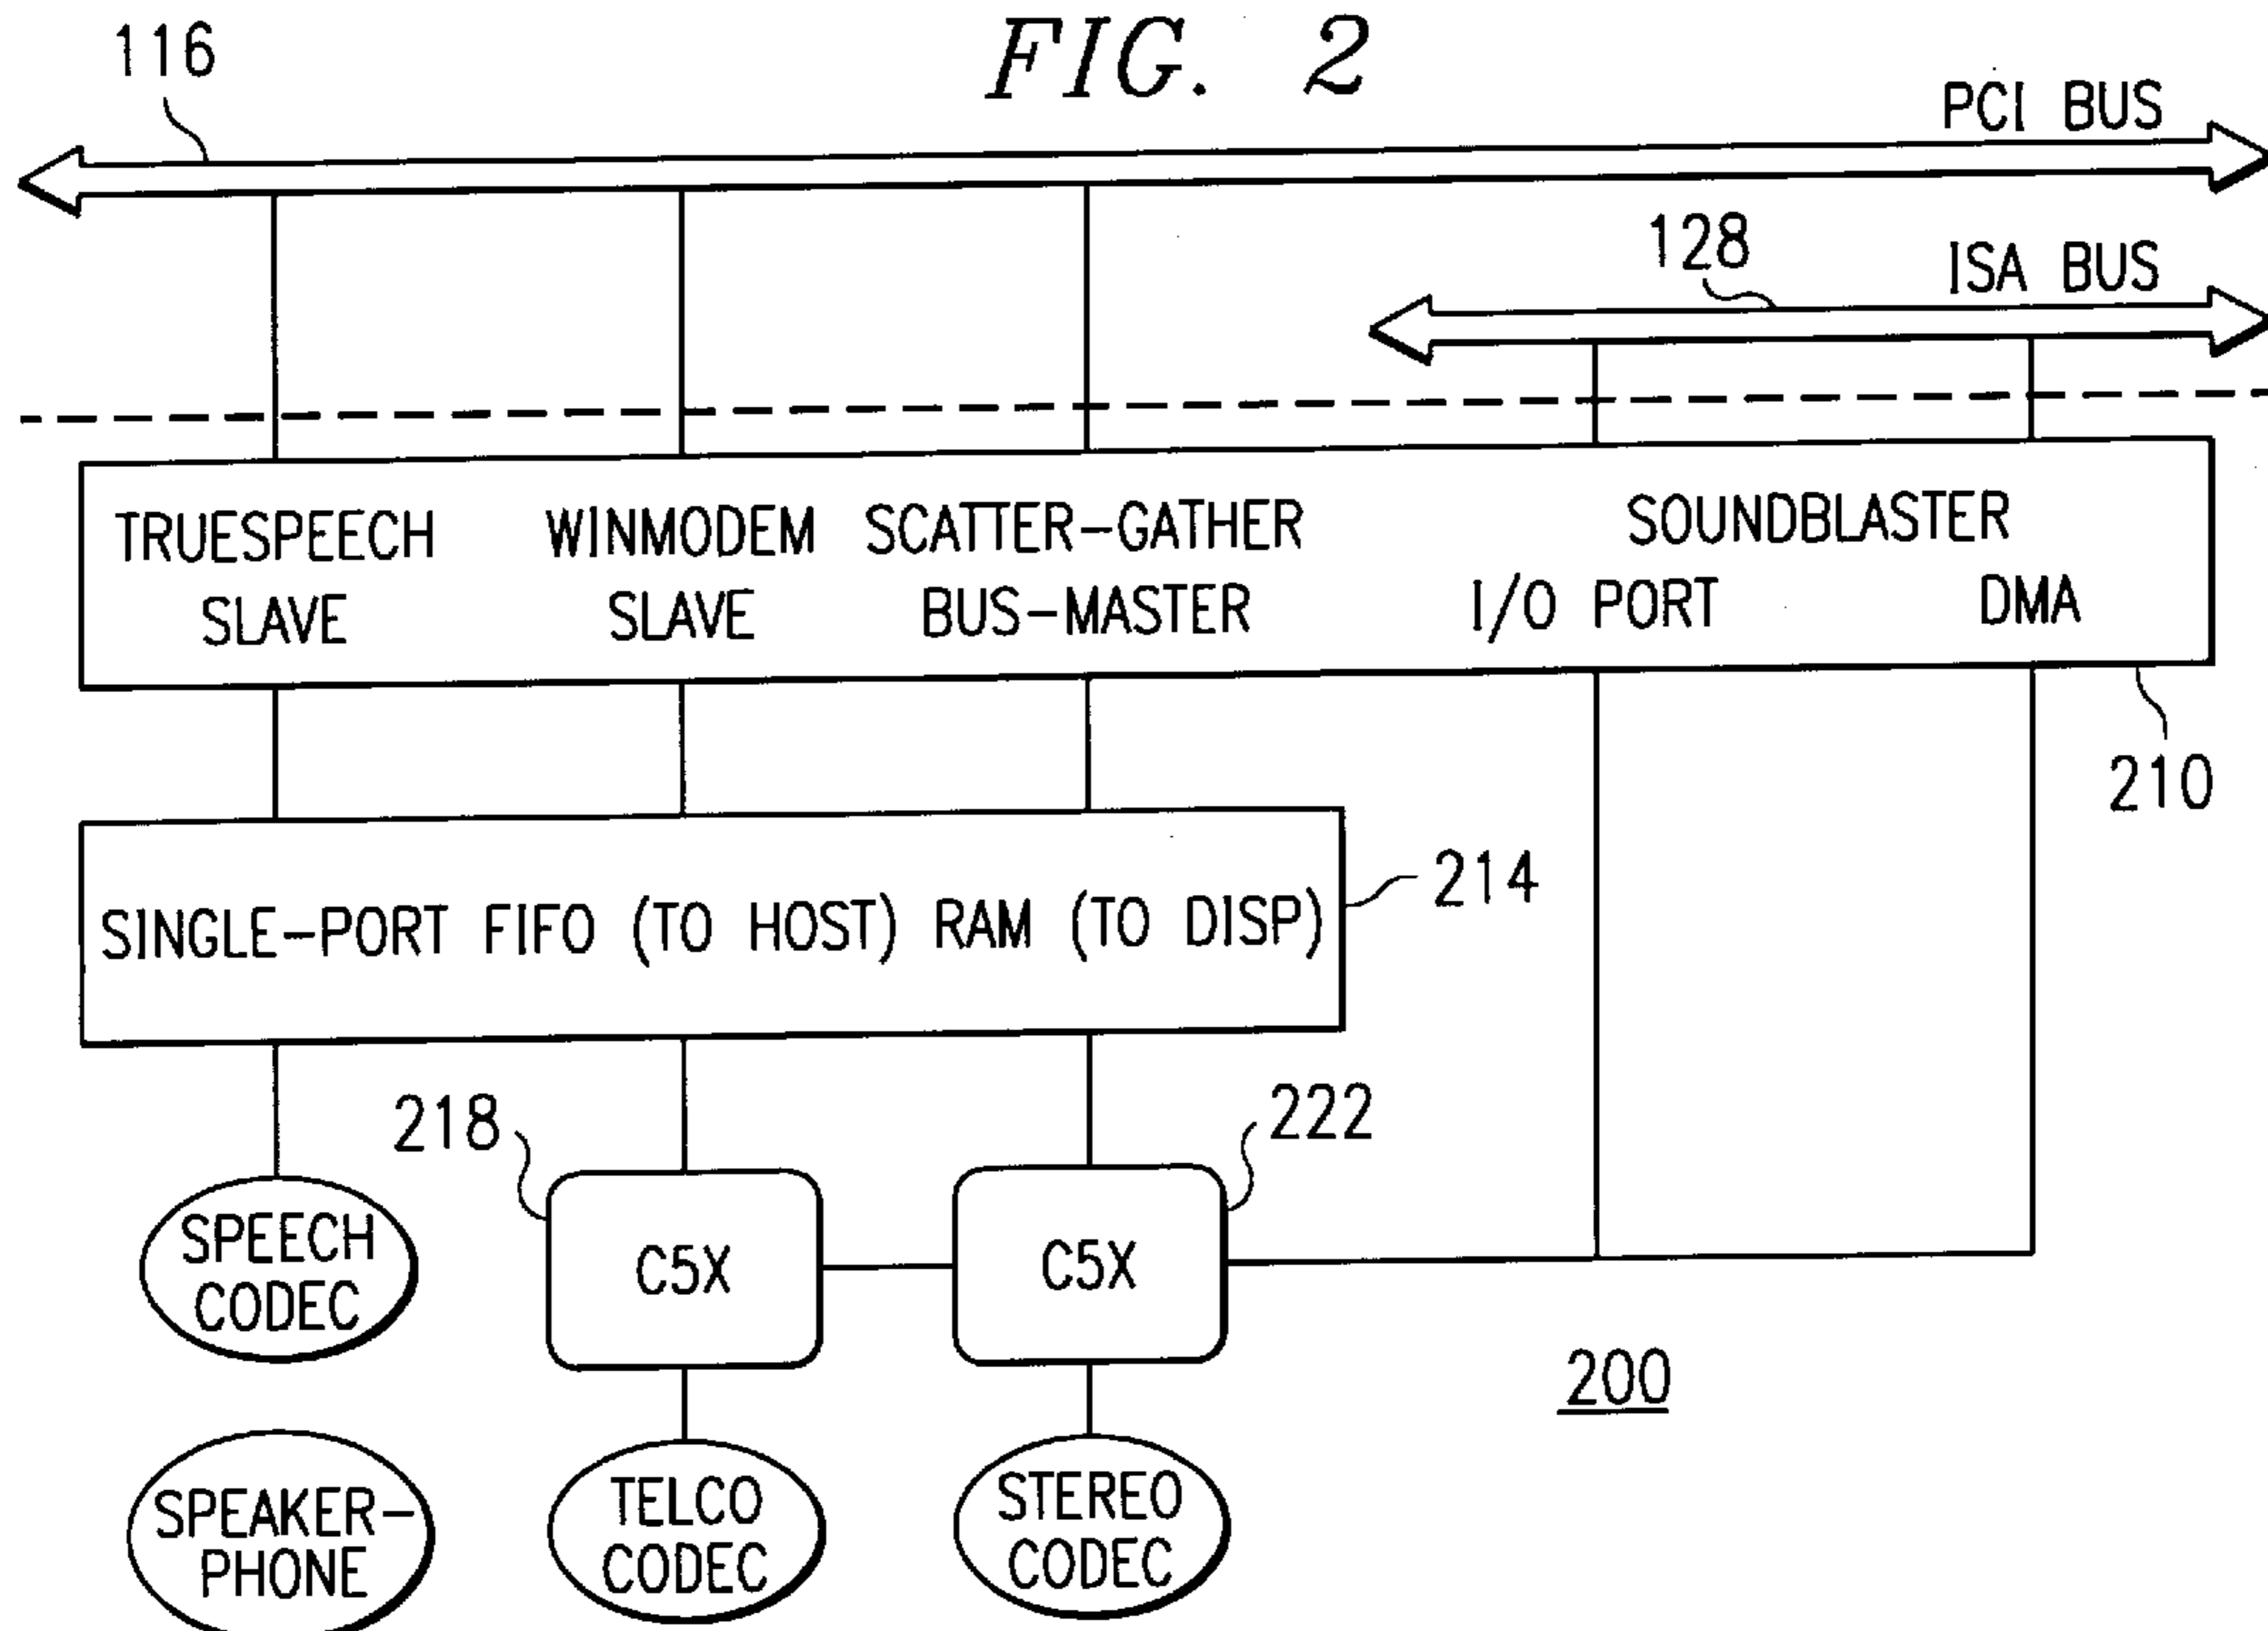 FIG. 2
116
PCI BUS
128
ISA BUS
TRUESPEECH SLAVE
WINMODEM SLAVE
SCATTER-GATHER BUS-MASTER
SOUNDBLASTER
I/O PORT
DMA
210
SINGLE-PORT FIFO (TO HOST) RAM (TO DISP)
214
218
222
SPEECH
CODEC
C5X
C5X
200
SPEAKER-
PHONE
TELCO
CODEC
STEREO
CODEC